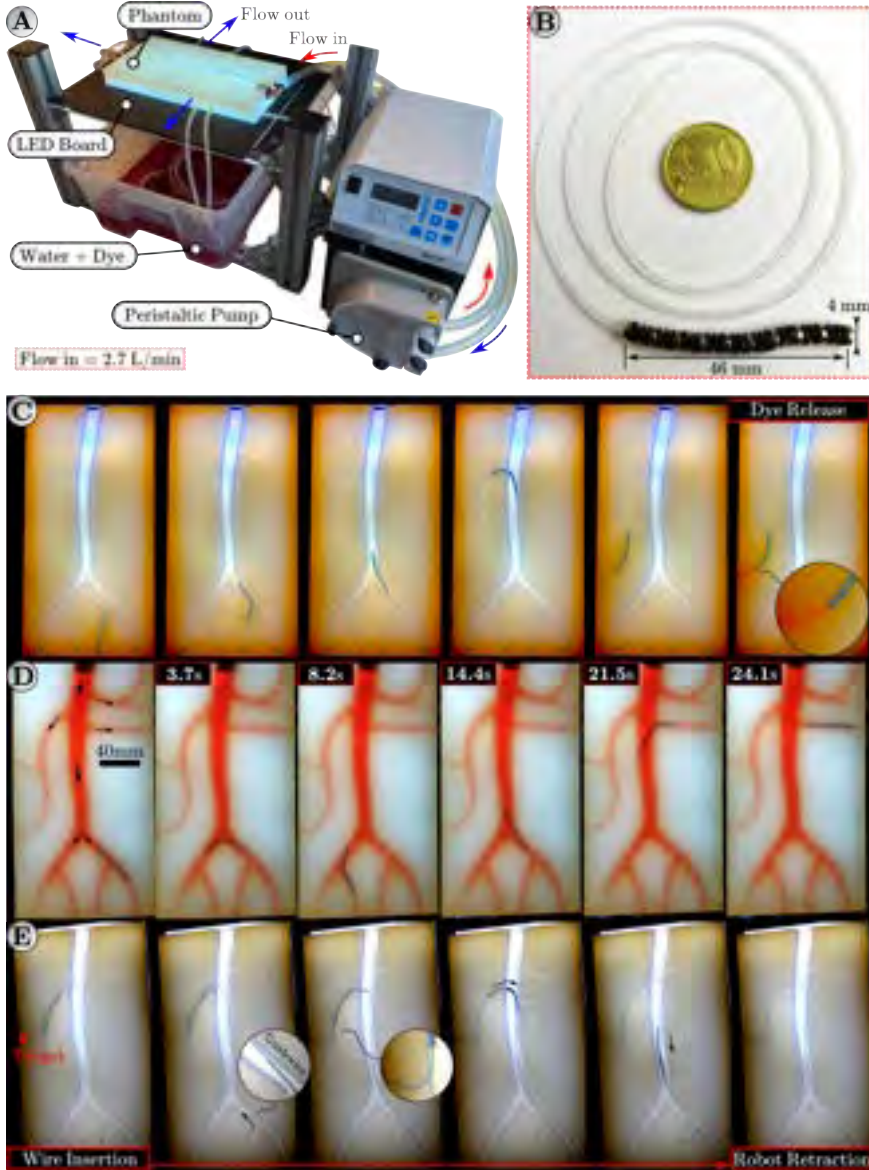 A
Phantom
Flow out
Flow in
LED Board
Water + Dye
Peristaltic Pump
Flow in = 2.7 L/min
B
4 mm
46 mm
C
Dye Release
D
3.7s
8.2s
14.4s
21.5s
24.1s
40mm
E
Target
Guidewire
Wire Insertion
Robot Retraction